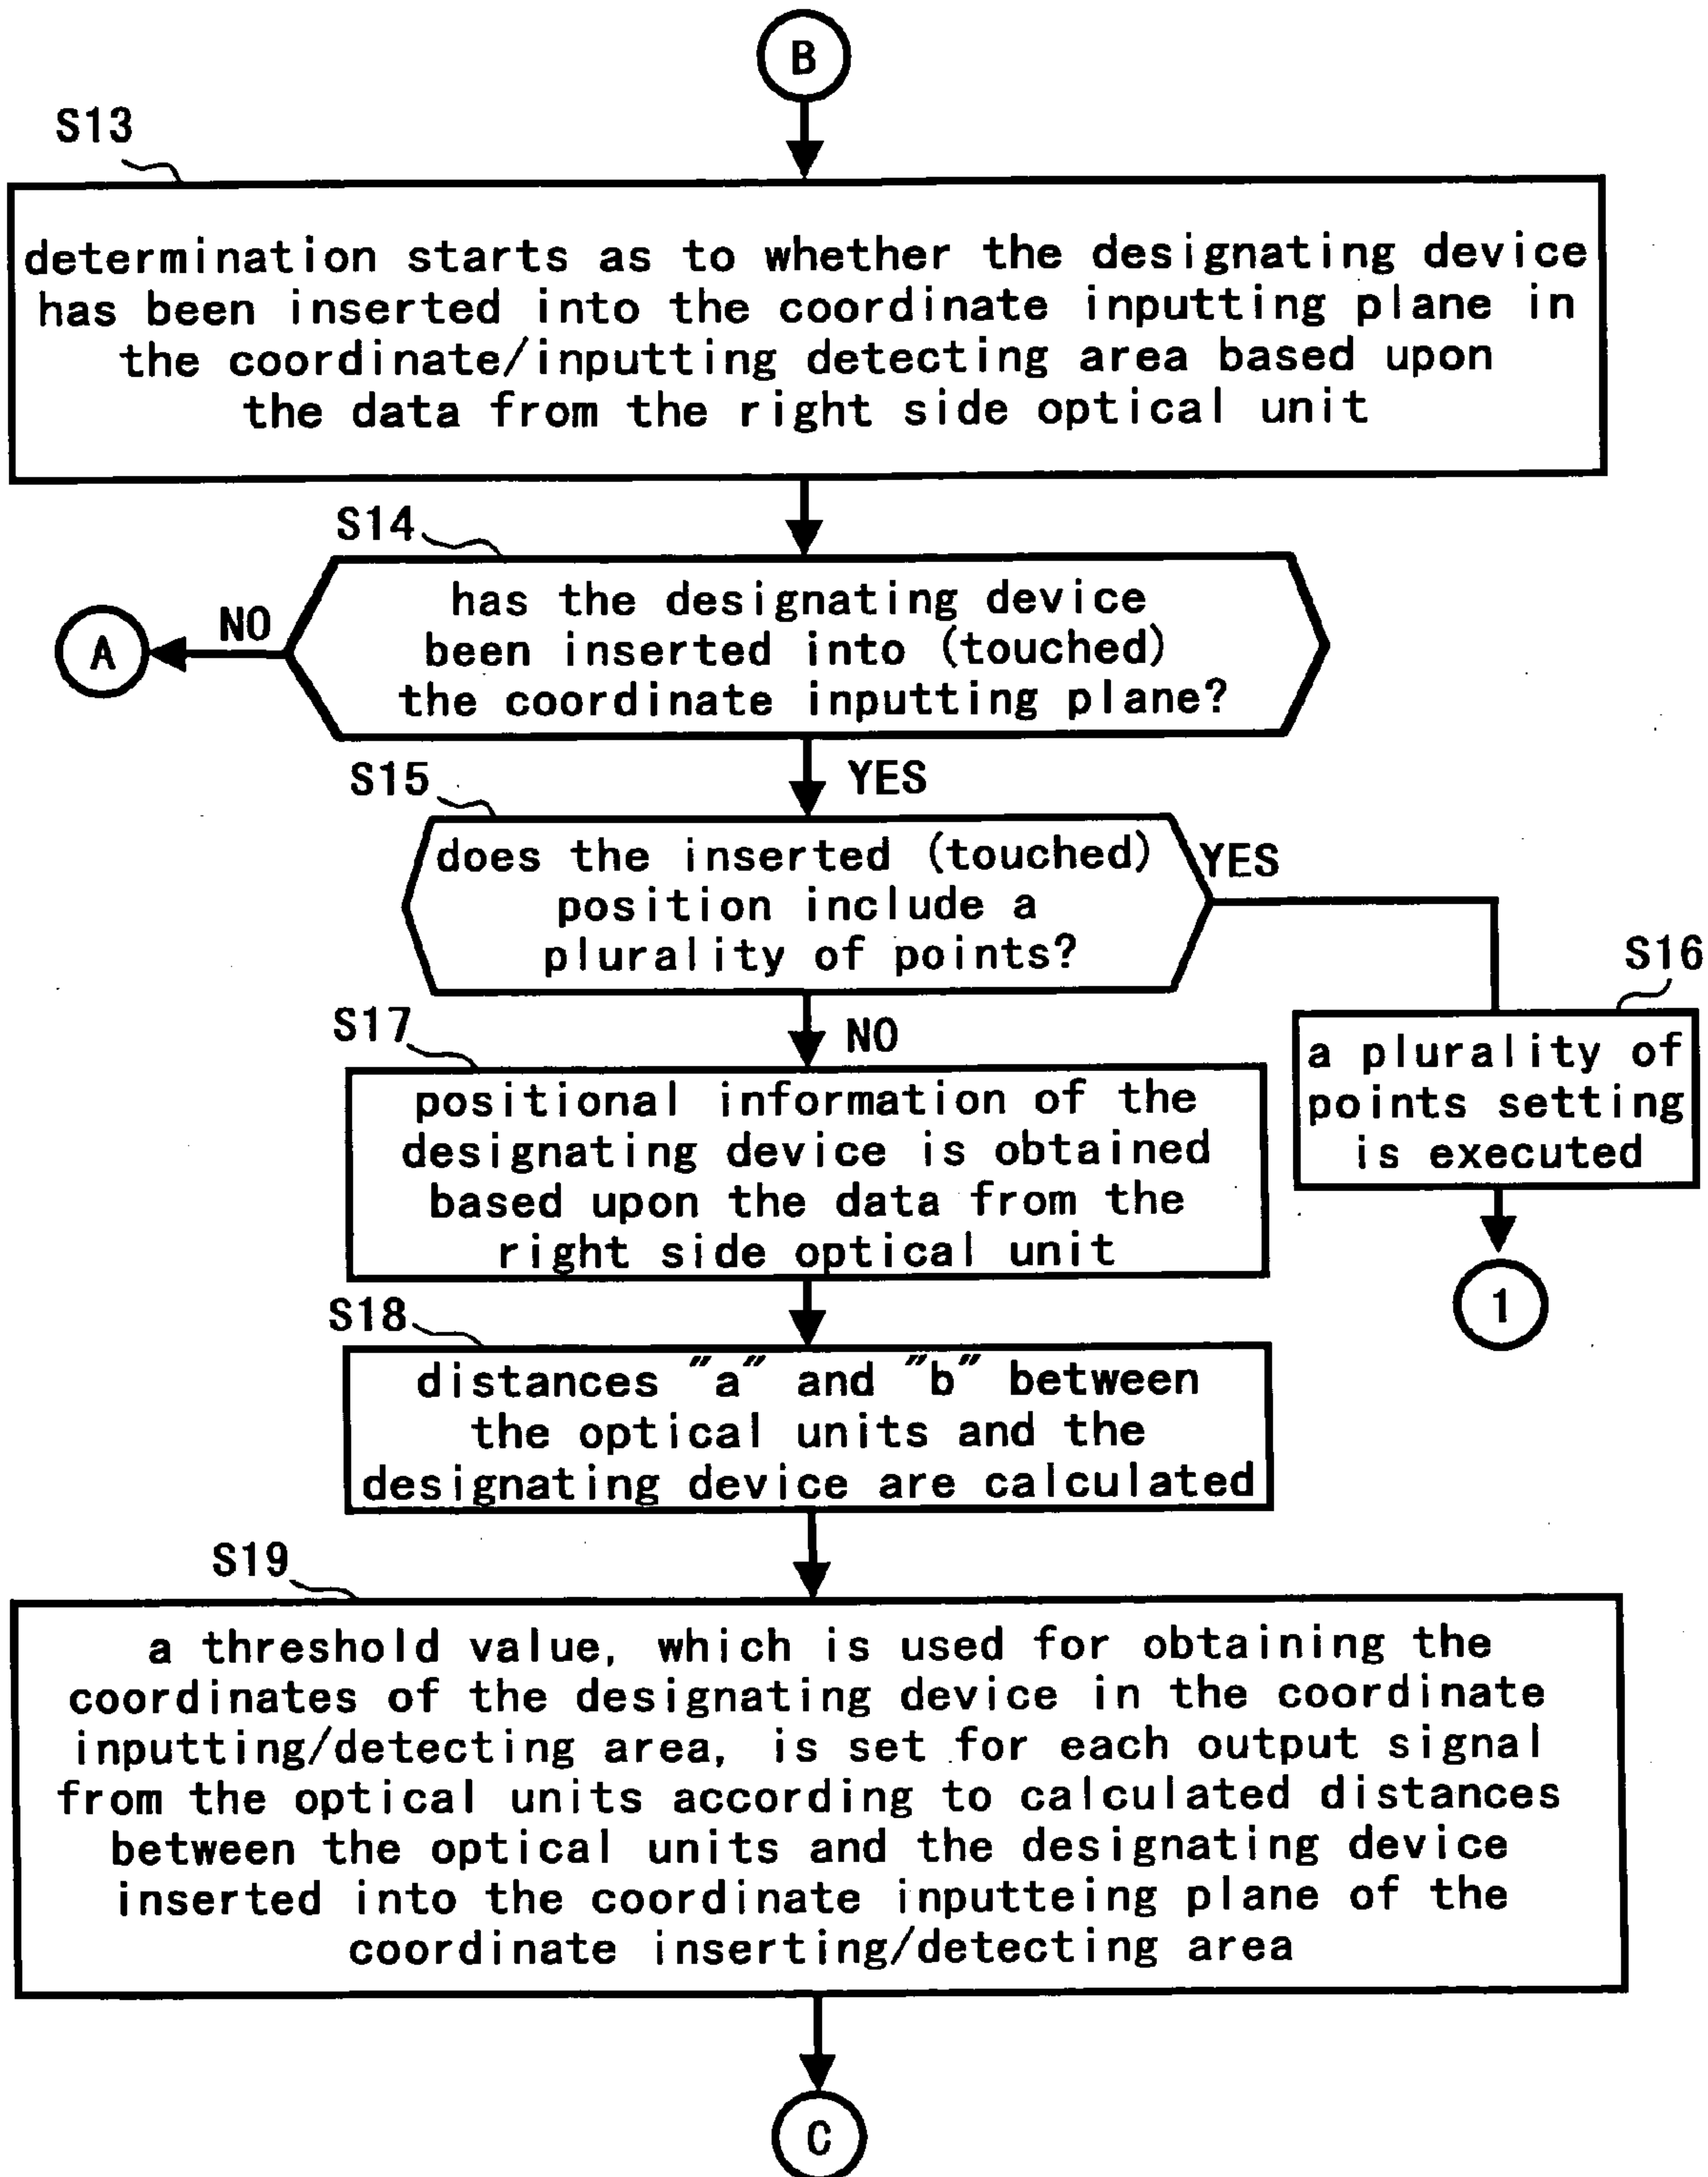 B
S13
determination starts as to whether the designating device
has been inserted into the coordinate inputting plane in
the coordinate/inputting detecting area based upon
the data from the right side optical unit
S14
has the designating device
been inserted into (touched)
the coordinate inputting plane?
NO
A
YES
S15
does the inserted (touched)
position include a
plurality of points?
YES
S16
a plurality of
points setting
is executed
1
NO
S17
positional information of the
designating device is obtained
based upon the data from the
right side optical unit
S18
distances "a" and "b" between
the optical units and the
designating device are calculated
S19
a threshold value, which is used for obtaining the
coordinates of the designating device in the coordinate
inputting/detecting area, is set for each output signal
from the optical units according to calculated distances
between the optical units and the designating device
inserted into the coordinate inputteing plane of the
coordinate inserting/detecting area
C